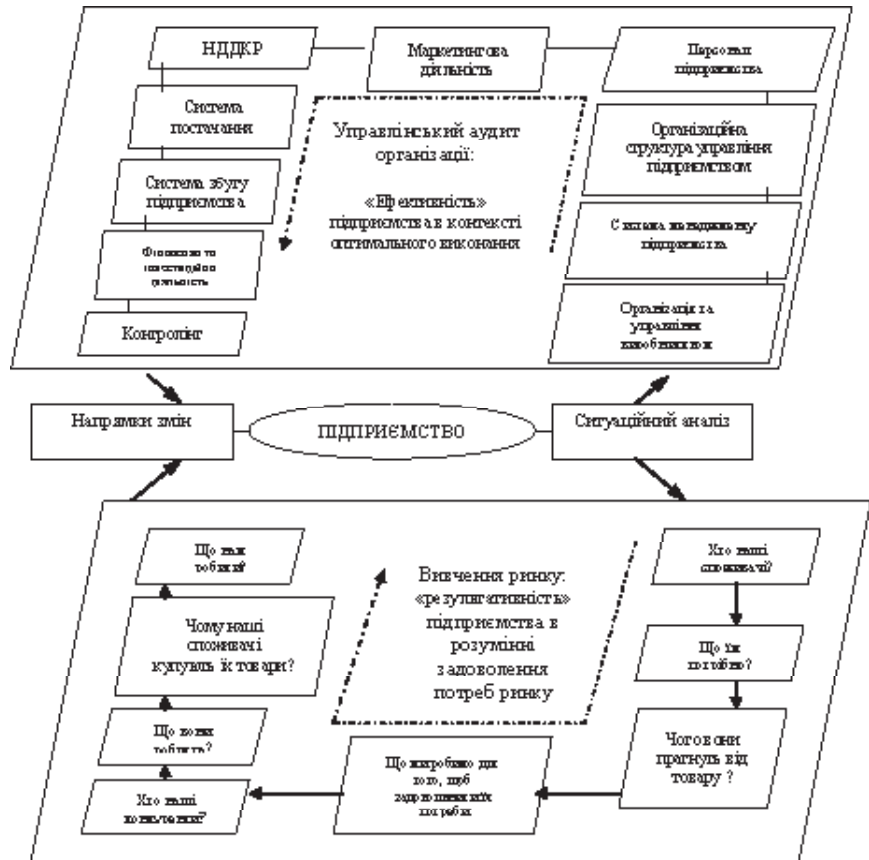 НДДКР
Маркетингова
діяльність
Персонал
підприємства
Система
постачання
Управлінський аудит
організації:
Організаційна
структура управління
підприємством
Система збуту
підприємства
«Ефективність»
підприємства в контексті
оптимального виконання
Система менеджменту
підприємства
Фінансова та
інвестиційна
діяльність
Контролінг
Організація та
управління
виробництвом
Напрямки змін
ПІДПРИЄМСТВО
Ситуаційний аналіз
Що нам
робити?
Вивчення ринку:
«результативність»
підприємства в
розумінні
задоволення
потреб ринку
Хто наші
споживачі?
Чому наші
споживачі
купують їх товари?
Що їм
потрібно?
Що вони
роблять?
Чого вони
прагнуть від
товару ?
Що ми робимо для
того, щоб
задовольнити їх
потреби
Хто наші
конкуренти?